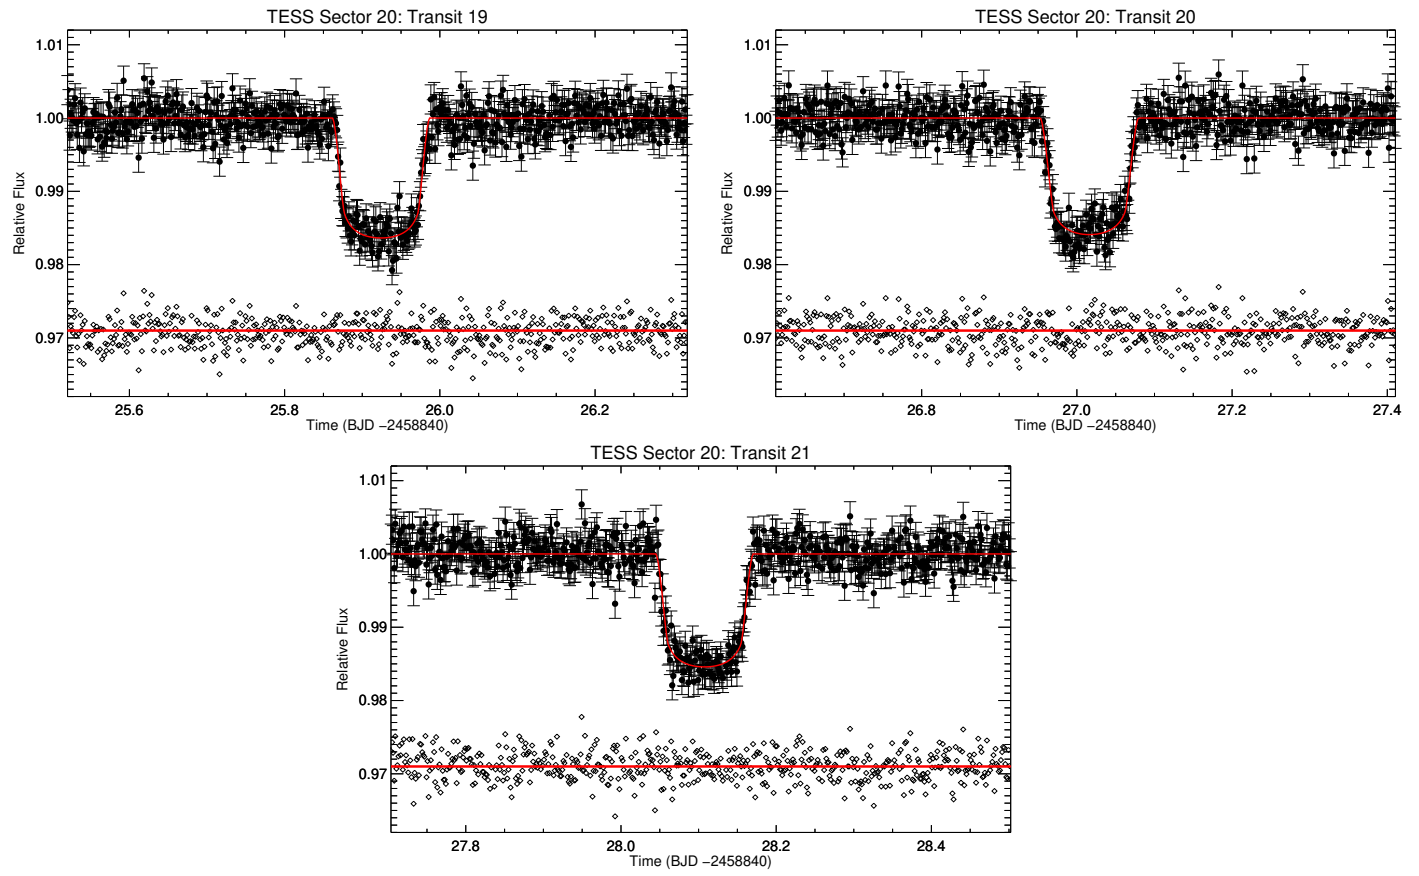 TESS Sector 20: Transit 19
1.01
1.00
0.99
0.98
0.97
Relative Flux
25.6 25.8 26.0 26.2
Time (BJD −2458840)
TESS Sector 20: Transit 20
1.01
1.00
0.99
0.98
0.97
Relative Flux
26.8 27.0 27.2 27.4
Time (BJD −2458840)
TESS Sector 20: Transit 21
1.01
1.00
0.99
0.98
0.97
Relative Flux
27.8 28.0 28.2 28.4
Time (BJD −2458840)